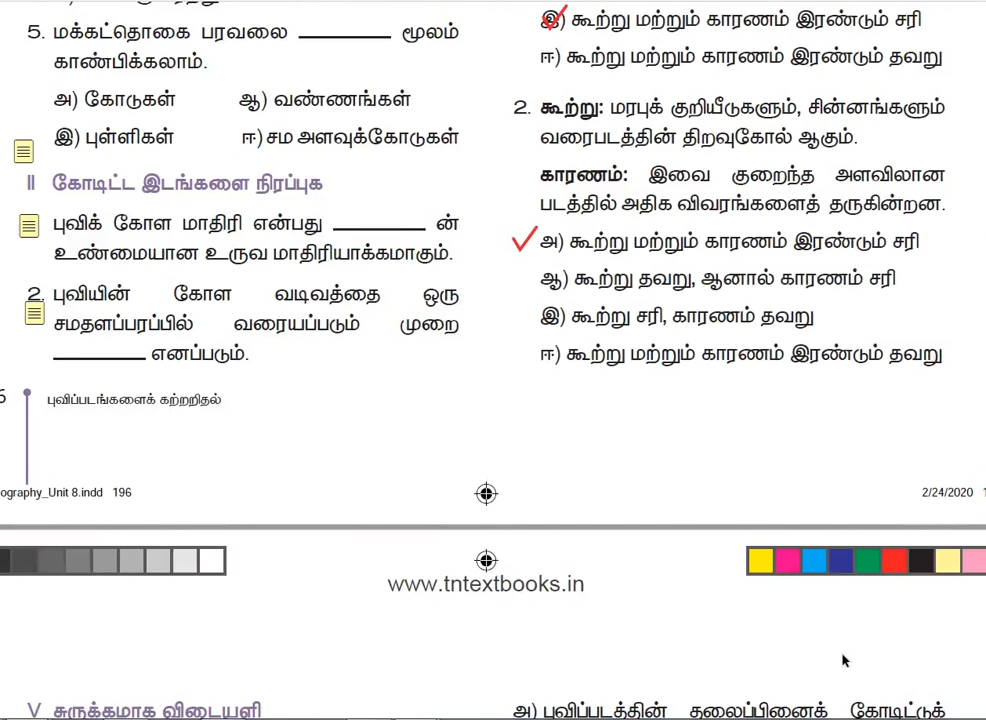 5. மக்கட்தொகை பரவலை __________ மூலம்
காண்பிக்கலாம்.
அ) கோடுகள் ஆ) வண்ணங்கள்
இ) புள்ளிகள் ஈ) சம அளவுக்கோடுகள்
II கோடிட்ட இடங்களை நிரப்புக
புவிக் கோள மாதிரி என்பது __________ ன்
உண்மையான உருவ மாதிரியாக்கமாகும்.
2. புவியின் கோள வடிவத்தை ஒரு
சமதளப்பரப்பில் வரையப்படும் முறை
__________ எனப்படும்.
6 புவிப்படங்களைக் கற்றறிதல்
இ) கூற்று மற்றும் காரணம் இரண்டும் சரி
ஈ) கூற்று மற்றும் காரணம் இரண்டும் தவறு
2. கூற்று: மரபுக் குறியீடுகளும், சின்னங்களும்
வரைபடத்தின் திறவுகோல் ஆகும்.
காரணம்: இவை குறைந்த அளவிலான
படத்தில் அதிக விவரங்களைத் தருகின்றன.
அ) கூற்று மற்றும் காரணம் இரண்டும் சரி
ஆ) கூற்று தவறு, ஆனால் காரணம் சரி
இ) கூற்று சரி, காரணம் தவறு
ஈ) கூற்று மற்றும் காரணம் இரண்டும் தவறு
ography_Unit 8.indd 196 2/24/2020
www.tntextbooks.in
V சுருக்கமாக விடையளி
அ) புவிப்படத்தின் தலைப்பினைக் கோடிட்டுக்